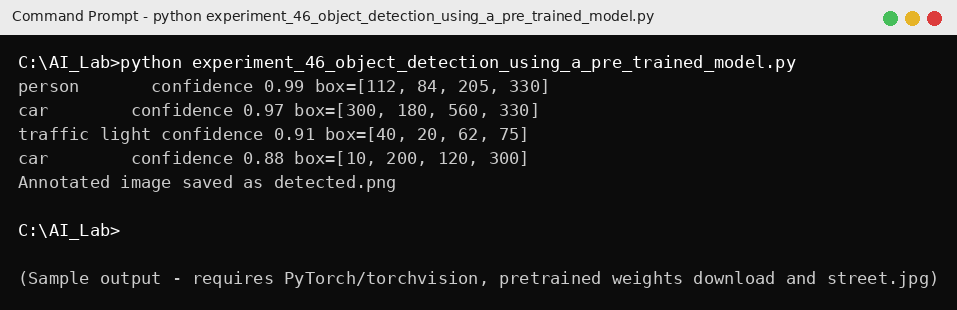 Command Prompt - python experiment_46_object_detection_using_a_pre_trained_model.py
C:\AI_Lab>python experiment_46_object_detection_using_a_pre_trained_model.py
person       confidence 0.99 box=[112, 84, 205, 330]
car        confidence 0.97 box=[300, 180, 560, 330]
traffic light confidence 0.91 box=[40, 20, 62, 75]
car        confidence 0.88 box=[10, 200, 120, 300]
Annotated image saved as detected.png
C:\AI_Lab>
(Sample output - requires PyTorch/torchvision, pretrained weights download and street.jpg)